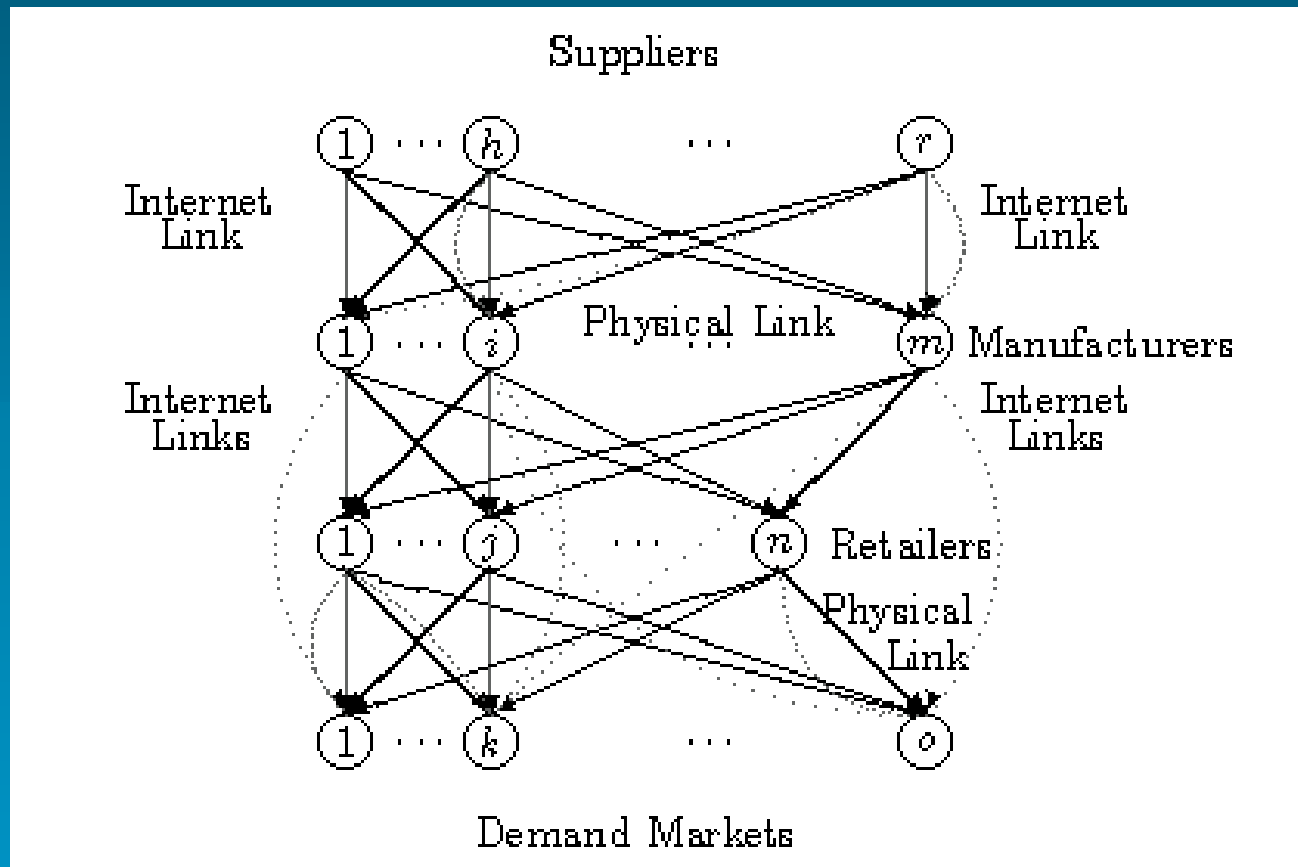 Suppliers
1 ··· h ··· r
Internet
Link
Internet
Link
Physical Link
1 ··· i ··· m Manufacturers
Internet
Links
Internet
Links
1 ··· j ··· n Retailers
Physical
Link
1 ··· k ··· o
Demand Markets